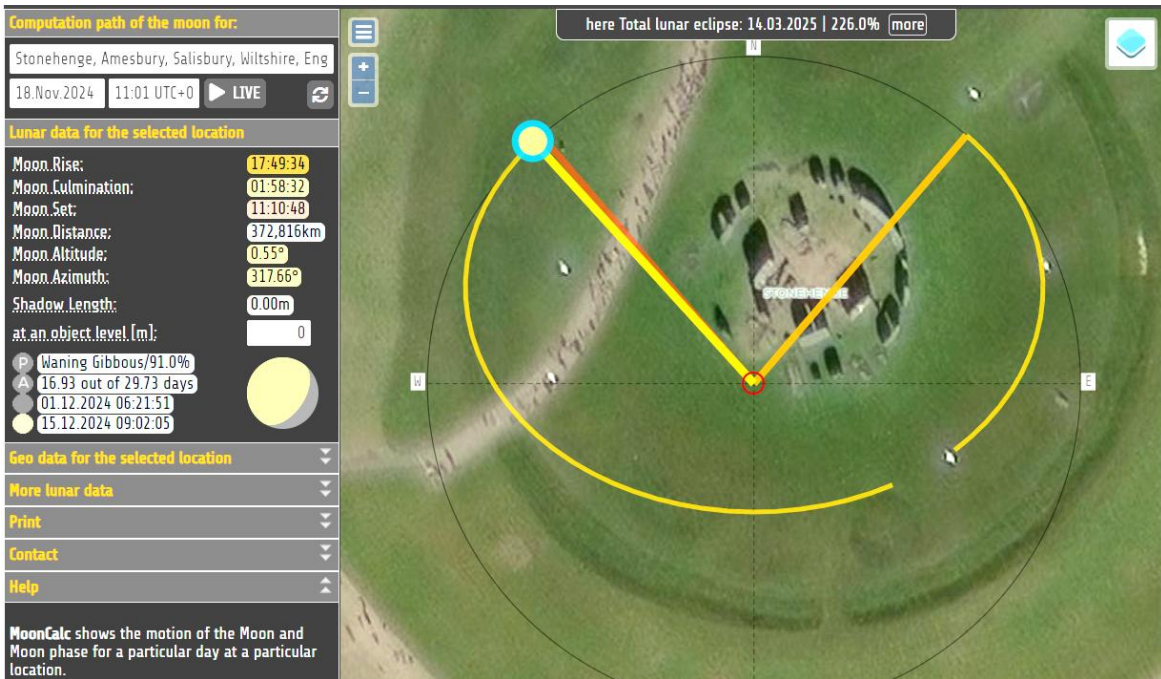 Computation path of the moon for:
Stonehenge, Amesbury, Salisbury, Wiltshire, Eng
18.Nov.2024 11:01 UTC+0 LIVE
Lunar data for the selected location
Moon Rise: 17:49:34
Moon Culmination: 01:58:32
Moon Set: 11:10:48
Moon Distance: 372,816km
Moon Altitude: 0.55°
Moon Azimuth: 317.66°
Shadow Length: 0.00m
at an object level [m]: 0
P Waning Gibbous/91.0%
A 16.93 out of 29.73 days
01.12.2024 06:21:51
15.12.2024 09:02:05
Geo data for the selected location
More lunar data
Print
Contact
Help
MoonCalc shows the motion of the Moon and
Moon phase for a particular day at a particular
location.
here Total lunar eclipse: 14.03.2025 | 226.0% more
+
−
N
W
E
STONEHENGE